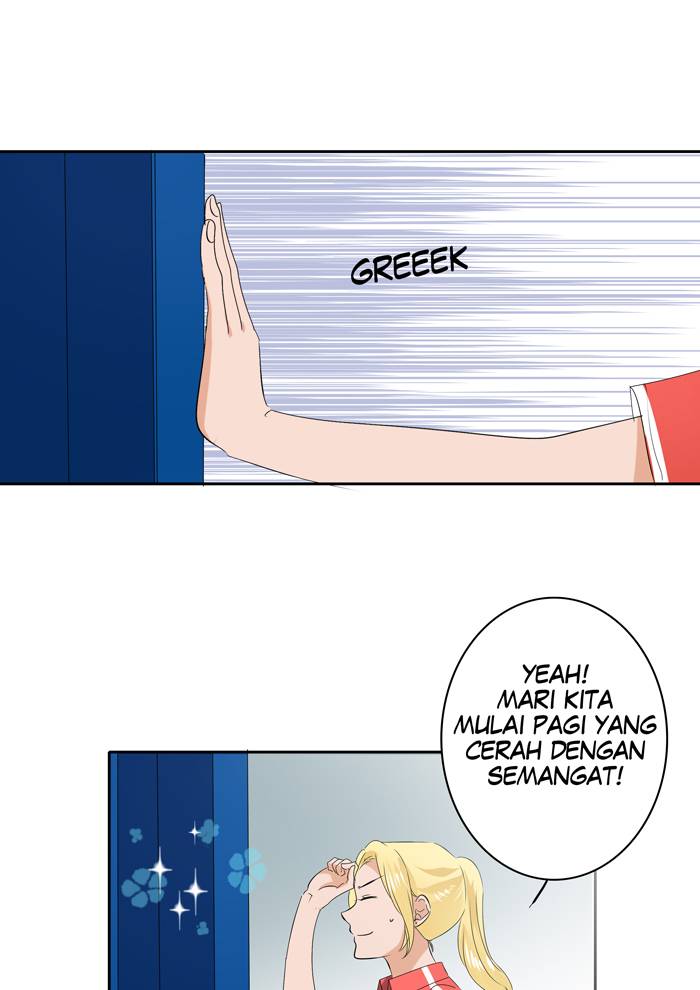 GREEEK
YEAH!
MARI KITA
MULAI PAGI YANG
CERAH DENGAN
SEMANGAT!